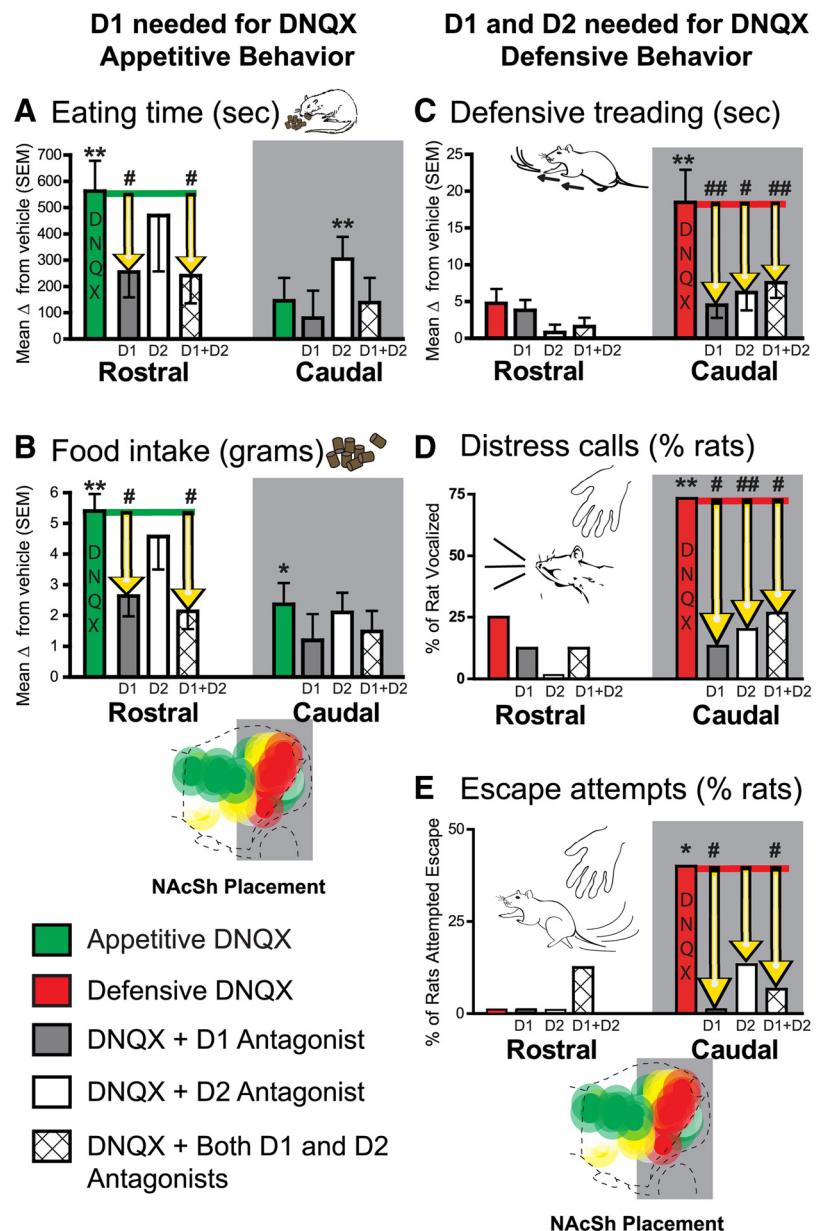 D1 needed for DNQX
Appetitive Behavior
D1 and D2 needed for DNQX
Defensive Behavior
A Eating time (sec)
Mean Δ from vehicle (SEM)
700
600
500
400
300
200
100
0
** # #
**
DNQX
D1 D2 D1+D2
D1 D2 D1+D2
Rostral Caudal
B Food intake (grams)
Mean Δ from vehicle (SEM)
6
5
4
3
2
1
0
** # #
*
DNQX
D1 D2 D1+D2
D1 D2 D1+D2
Rostral Caudal
NAcSh Placement
Appetitive DNQX
Defensive DNQX
DNQX + D1 Antagonist
DNQX + D2 Antagonist
DNQX + Both D1 and D2
Antagonists
C Defensive treading (sec)
Mean Δ from vehicle (SEM)
25
20
15
10
5
0
** ## # ##
DNQX
D1 D2 D1+D2
D1 D2 D1+D2
Rostral Caudal
D Distress calls (% rats)
% of Rat Vocalized
75
50
25
0
** # ## #
DNQX
D1 D2 D1+D2
D1 D2 D1+D2
Rostral Caudal
E Escape attempts (% rats)
% of Rats Attempted Escape
50
25
0
* # #
DNQX
D1 D2 D1+D2
D1 D2 D1+D2
Rostral Caudal
NAcSh Placement